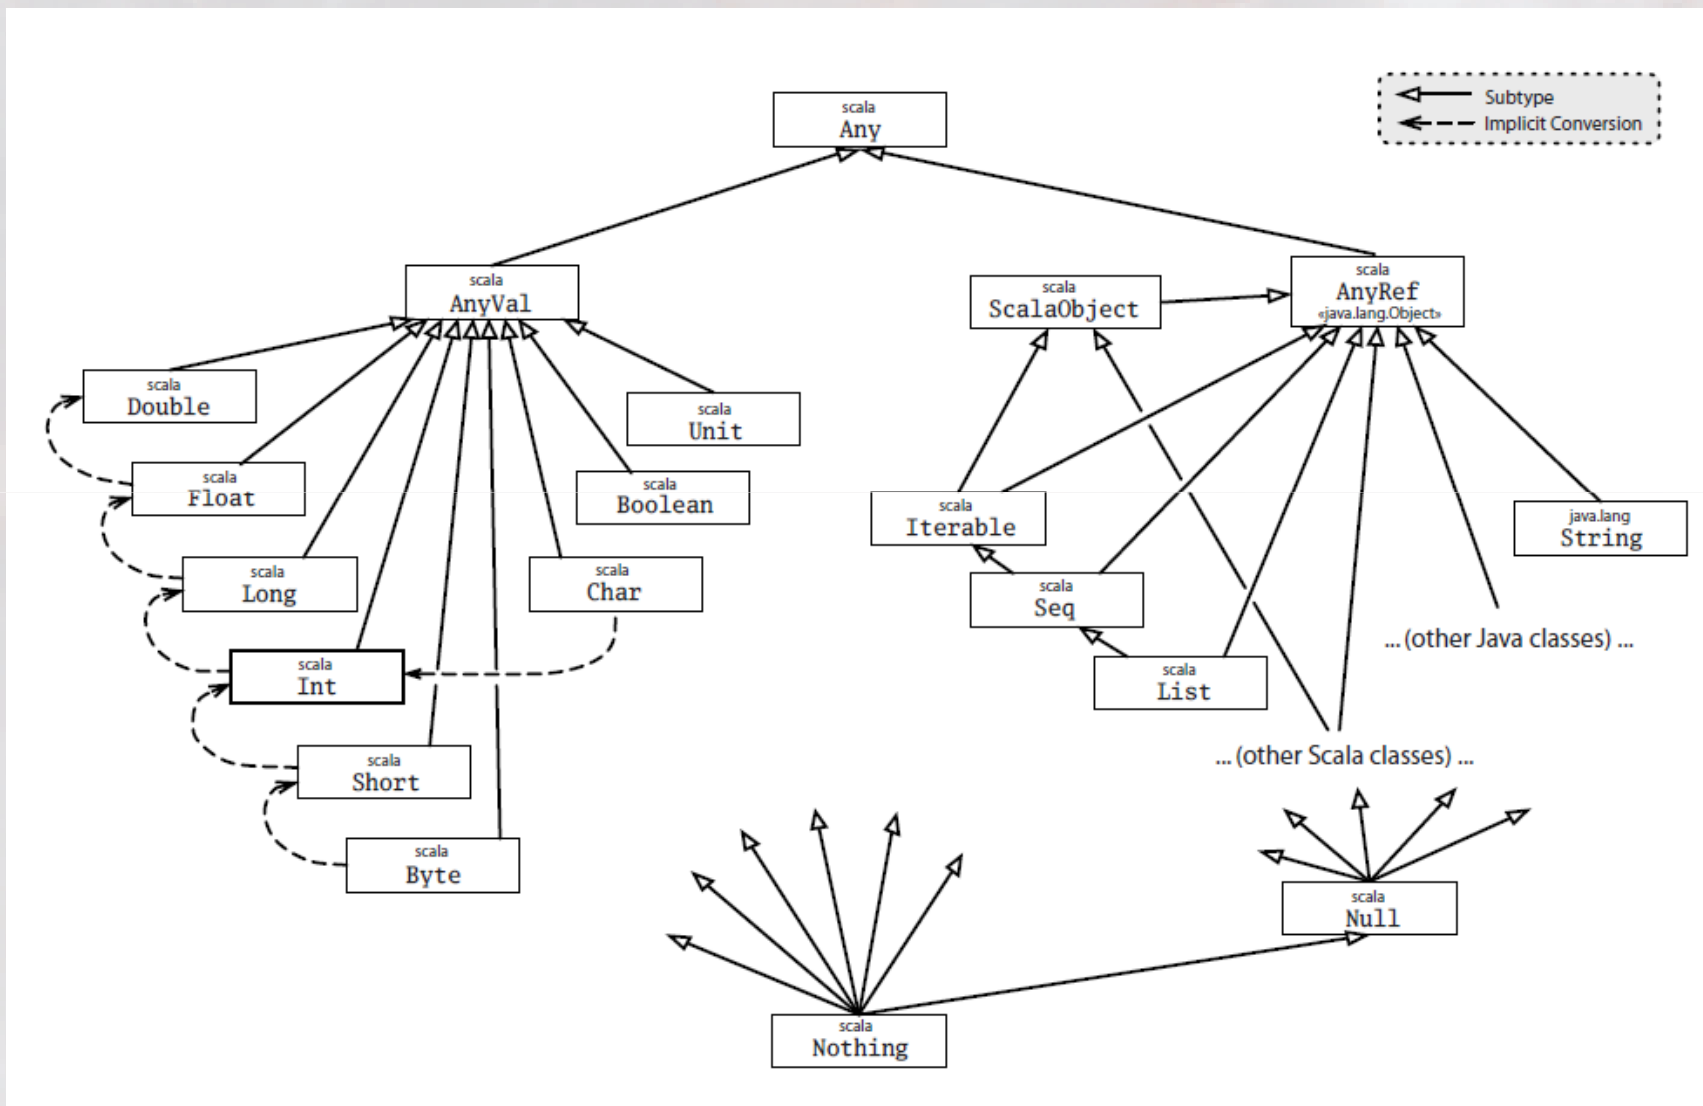 scala
Any
Subtype
Implicit Conversion
scala
AnyVal
scala
ScalaObject
scala
AnyRef
«java.lang.Object»
scala
Double
scala
Unit
scala
Float
scala
Boolean
scala
Iterable
java.lang
String
scala
Long
scala
Char
scala
Seq
... (other Java classes) ...
scala
Int
scala
List
scala
Short
... (other Scala classes) ...
scala
Byte
scala
Null
scala
Nothing